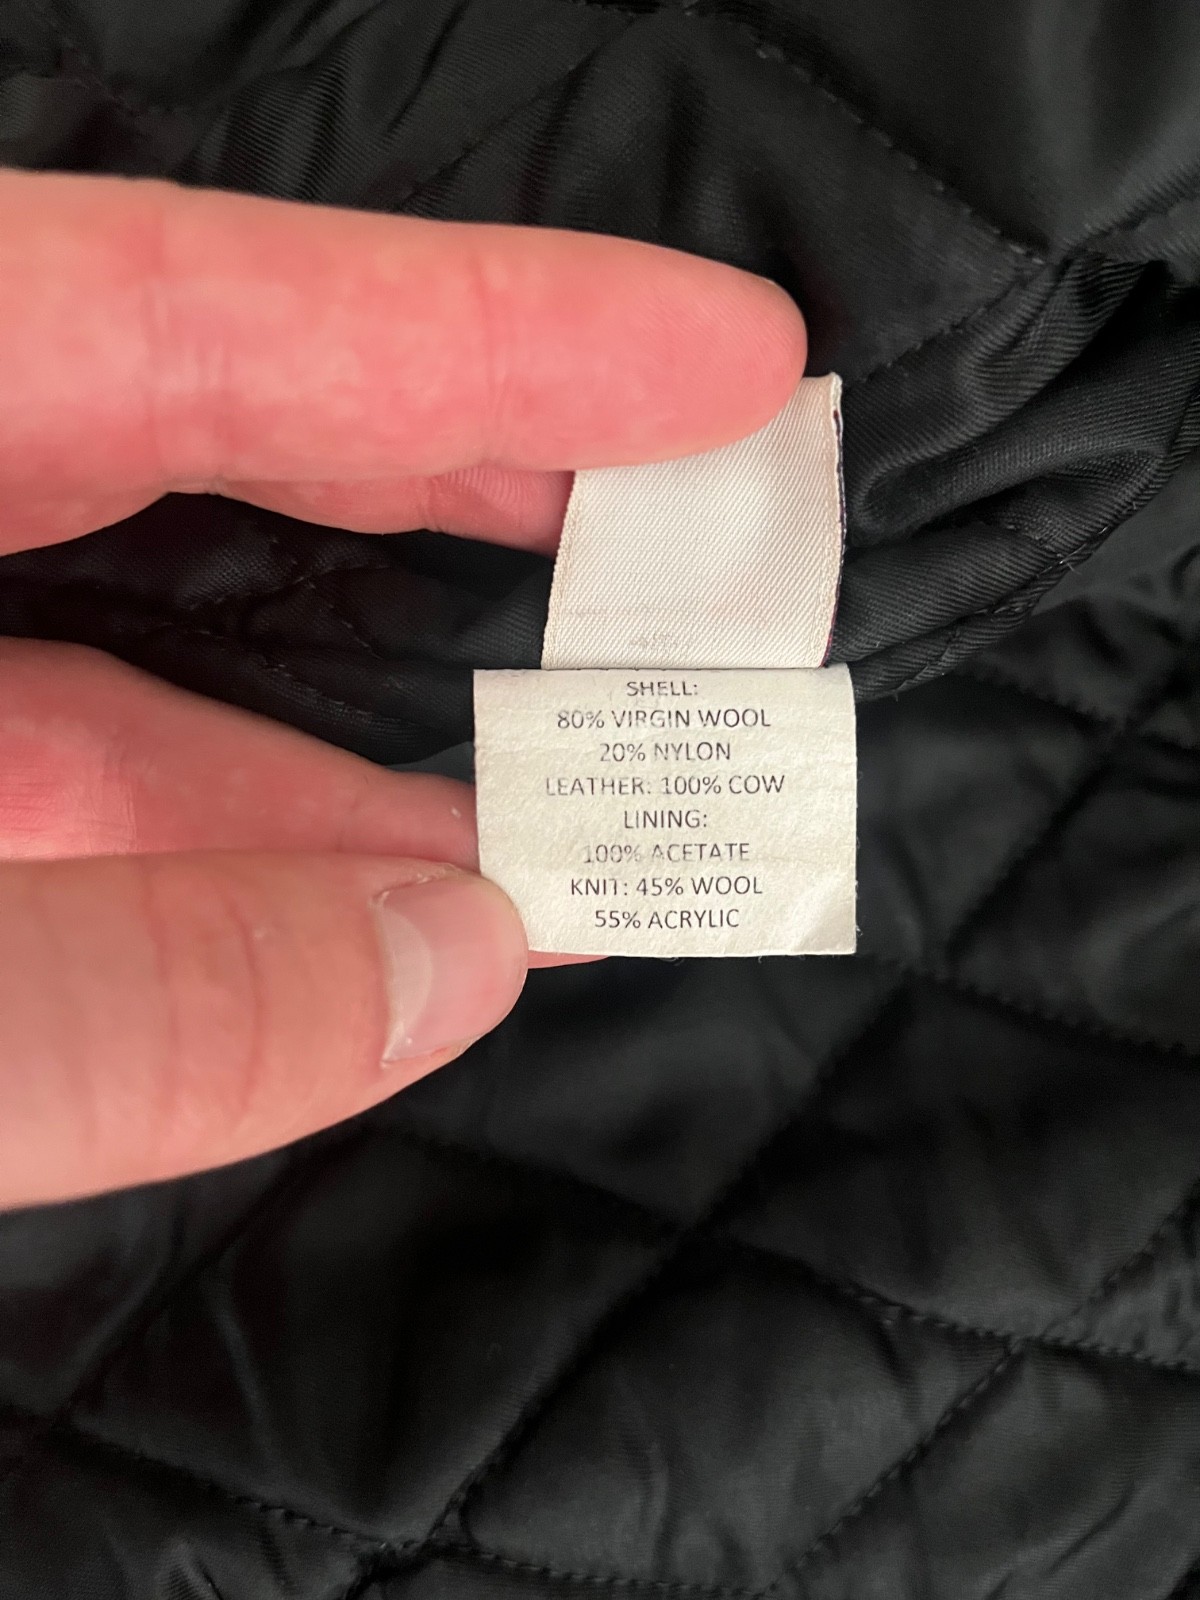 SHELL:
80% VIRGIN WOOL
20% NYLON
LEATHER: 100% COW
LINING:
100% ACETATE
KNIT: 45% WOOL
55% ACRYLIC